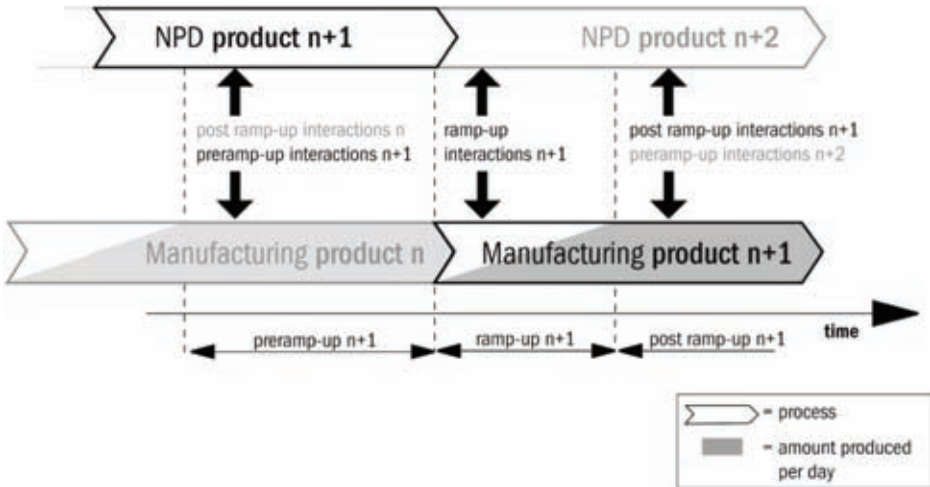 NPD product n+1
NPD product n+2
post ramp-up interactions n
preramp-up interactions n+1
ramp-up
interactions n+1
post ramp-up interactions n+1
preramp-up interactions n+2
Manufacturing product n
Manufacturing product n+1
time
preramp-up n+1
ramp-up n+1
post ramp-up n+1
= process
= amount produced
per day